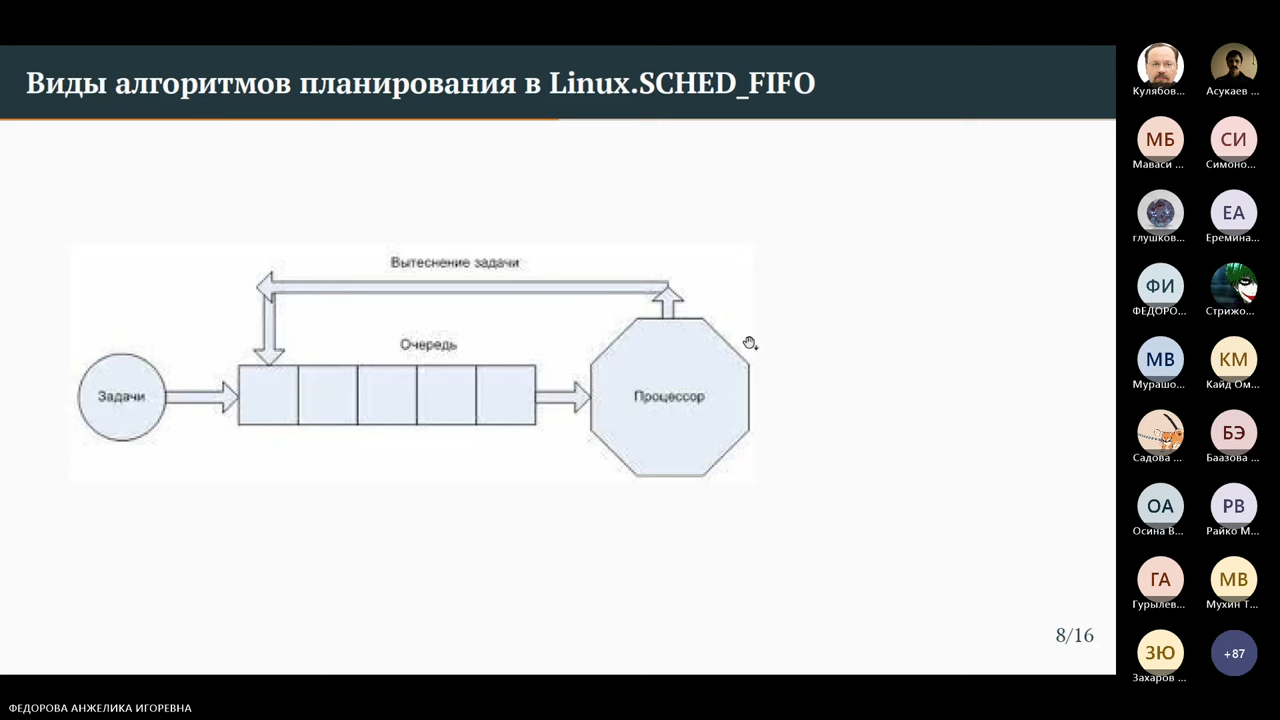 Виды алгоритмов планирования в Linux.SCHED_FIFO
Вытеснение задачи
Очередь
Задачи
Процессор
8/16
Кулябов...
Асукаев ...
МБ
СИ
Маваси ...
Симоно...
ЕА
глушков...
Еремина...
ФИ
ФЕДОРО...
Стрижо...
МВ
КМ
Мурашо...
Кайд Ом...
БЭ
Садова ...
Баазова ...
ОА
РВ
Осина В...
Райко М...
ГА
МВ
Гурылев...
Мухин Т...
ЗЮ
+87
Захаров ...
ФЕДОРОВА АНЖЕЛИКА ИГОРЕВНА